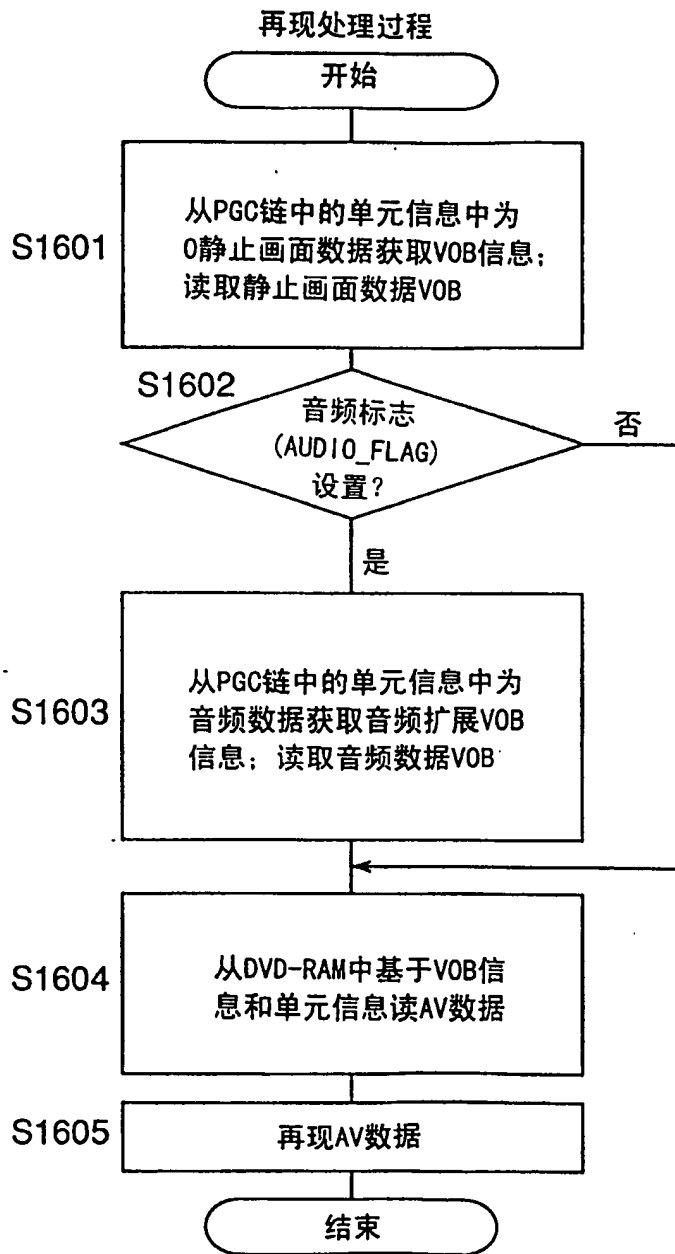 再现处理过程
开始
S1601
从PGC链中的单元信息中为
0静止画面数据获取VOB信息;
读取静止画面数据VOB
S1602
音频标志
(AUDIO_FLAG)
设置?
否
是
S1603
从PGC链中的单元信息中为
音频数据获取音频扩展VOB
信息; 读取音频数据VOB
S1604
从DVD-RAM中基于VOB信
息和单元信息读AV数据
S1605
再现AV数据
结束